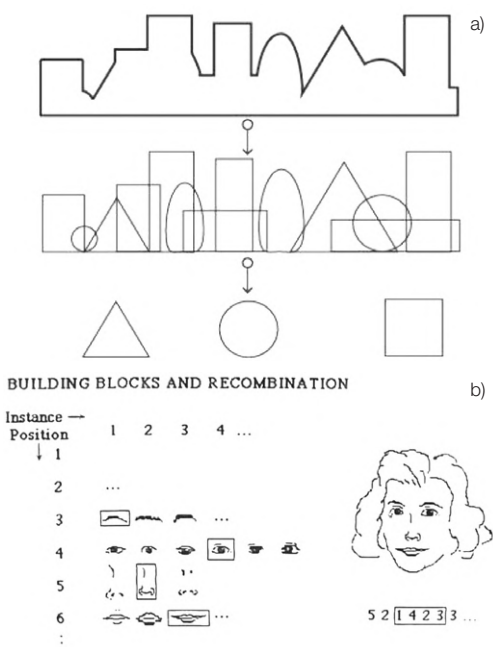 a)
BUILDING BLOCKS AND RECOMBINATION
b)
Instance →
Position
↓
1 2 3 4 ...
1
2 ...
3 ...
4
5
6 ...
:
5 2 1 4 2 3 3 ...